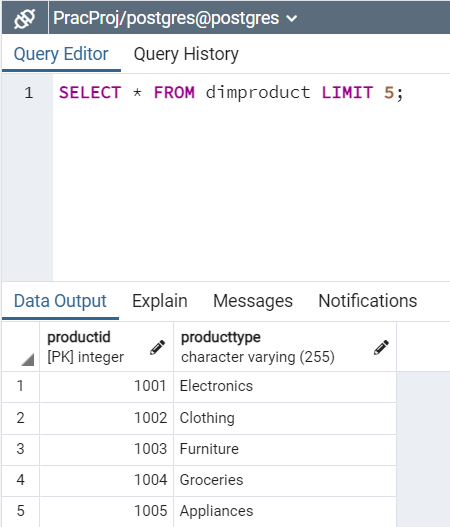 PracProj/postgres@postgres
Query Editor Query History
1 SELECT * FROM dimproduct LIMIT 5;
Data Output Explain Messages Notifications
productid producttype
[PK] integer character varying (255)
1 1001 Electronics
2 1002 Clothing
3 1003 Furniture
4 1004 Groceries
5 1005 Appliances